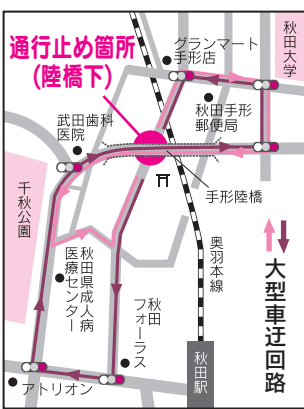 通行止め箇所
(陸橋下)
グランマート
手形店
秋田大学
武田歯科
医院
秋田手形
郵便局
手形陸橋
千秋公園
秋田県成人病
医療センター
秋田
フォーラス
奥羽本線
大型車迂回路
秋田駅
アトリオン